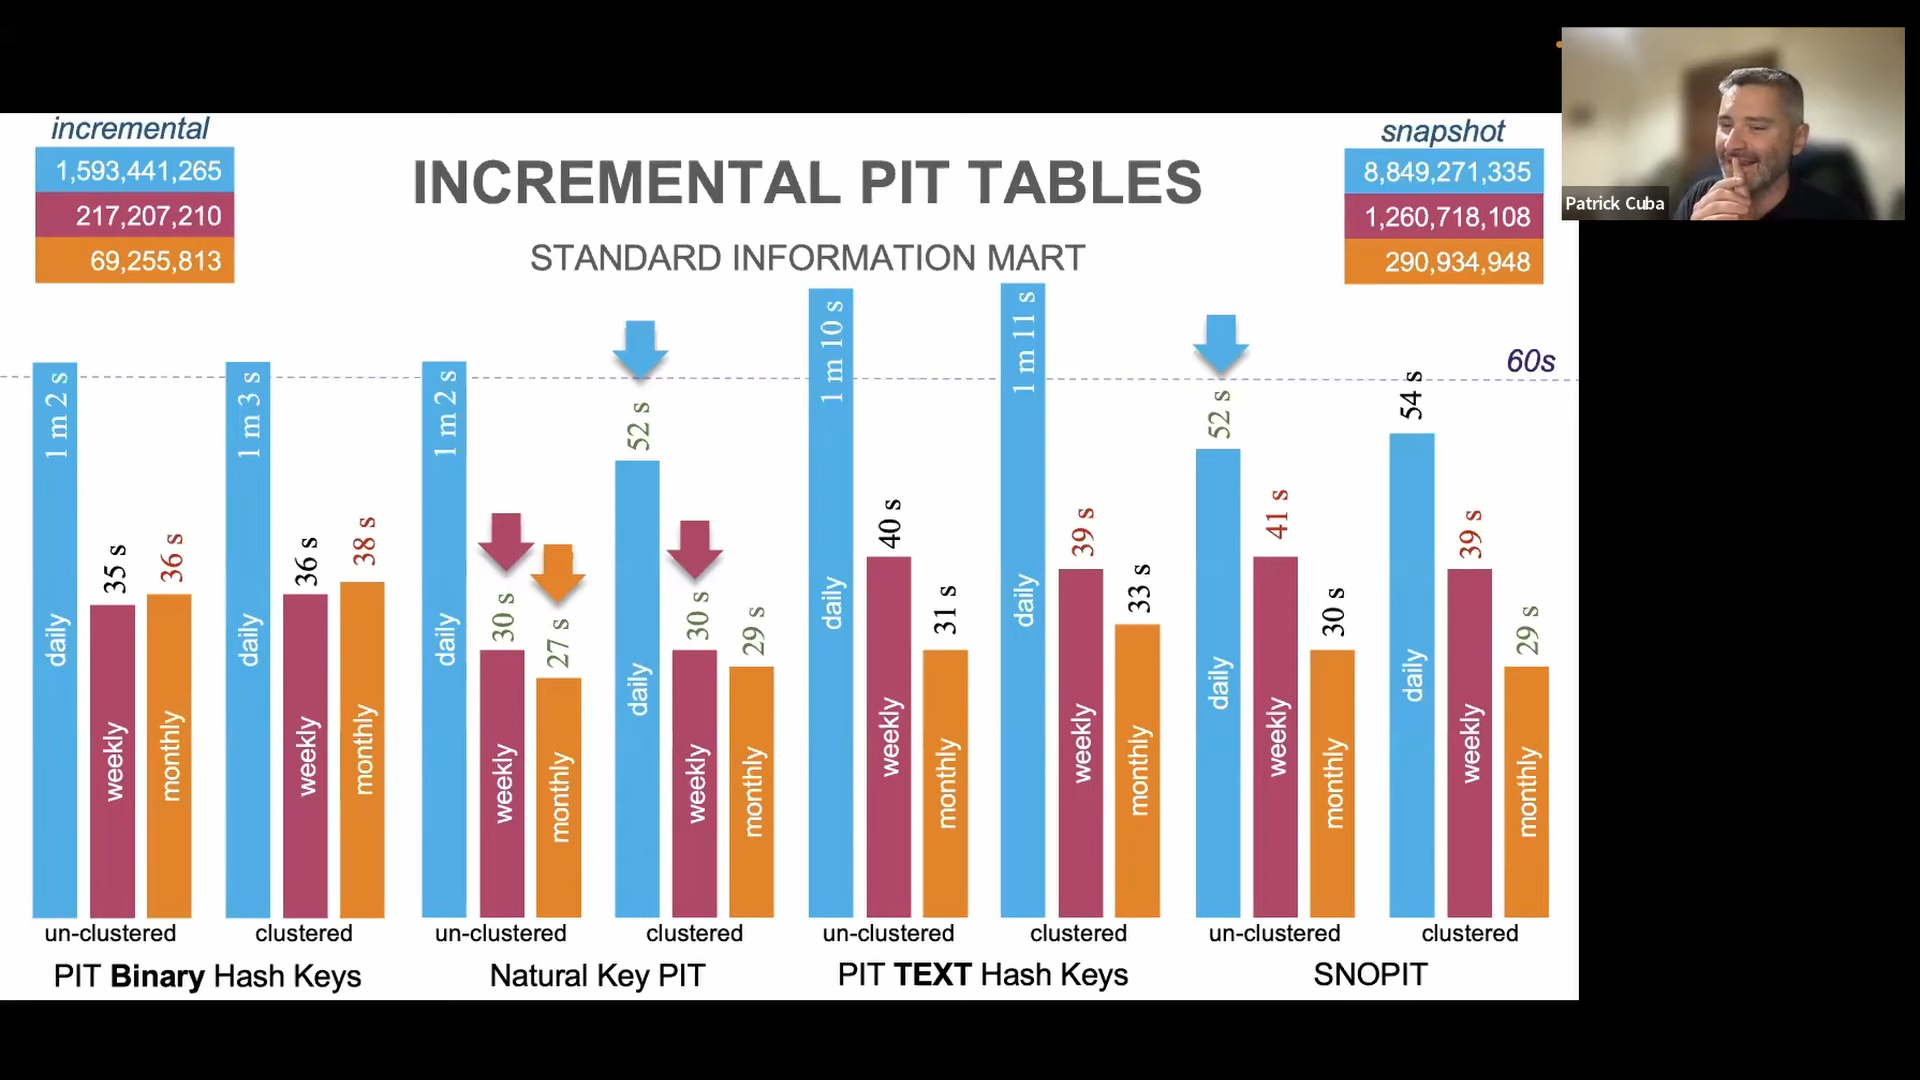 incremental
1,593,441,265
217,207,210
69,255,813
INCREMENTAL PIT TABLES
STANDARD INFORMATION MART
snapshot
8,849,271,335
1,260,718,108
290,934,948
Patrick Cuba
60s
1 m 2 s
daily
35 s
weekly
36 s
monthly
un-clustered
1 m 3 s
daily
36 s
weekly
38 s
monthly
clustered
PIT Binary Hash Keys
1 m 2 s
daily
30 s
weekly
27 s
monthly
un-clustered
52 s
daily
30 s
weekly
29 s
monthly
clustered
Natural Key PIT
1 m 10 s
daily
40 s
weekly
31 s
monthly
un-clustered
1 m 11 s
daily
39 s
weekly
33 s
monthly
clustered
PIT TEXT Hash Keys
52 s
daily
41 s
weekly
30 s
monthly
un-clustered
54 s
daily
39 s
weekly
29 s
monthly
clustered
SNOPIT